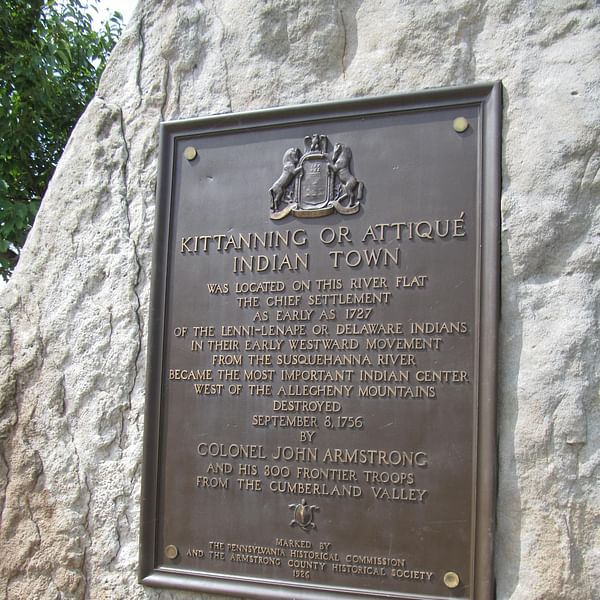 KITTANNING OR ATTIQUÉ
INDIAN TOWN
WAS LOCATED ON THIS RIVER FLAT
THE CHIEF SETTLEMENT
AS EARLY AS 1727
OF THE LENNI-LENAPE OR DELAWARE INDIANS
IN THEIR EARLY WESTWARD MOVEMENT
FROM THE SUSQUEHANNA RIVER
BECAME THE MOST IMPORTANT INDIAN CENTER
WEST OF THE ALLEGHENY MOUNTAINS
DESTROYED
SEPTEMBER 8, 1756
BY
COLONEL JOHN ARMSTRONG
AND HIS 300 FRONTIER TROOPS
FROM THE CUMBERLAND VALLEY
MARKED BY
THE PENNSYLVANIA HISTORICAL COMMISSION
AND THE ARMSTRONG COUNTY HISTORICAL SOCIETY
1926